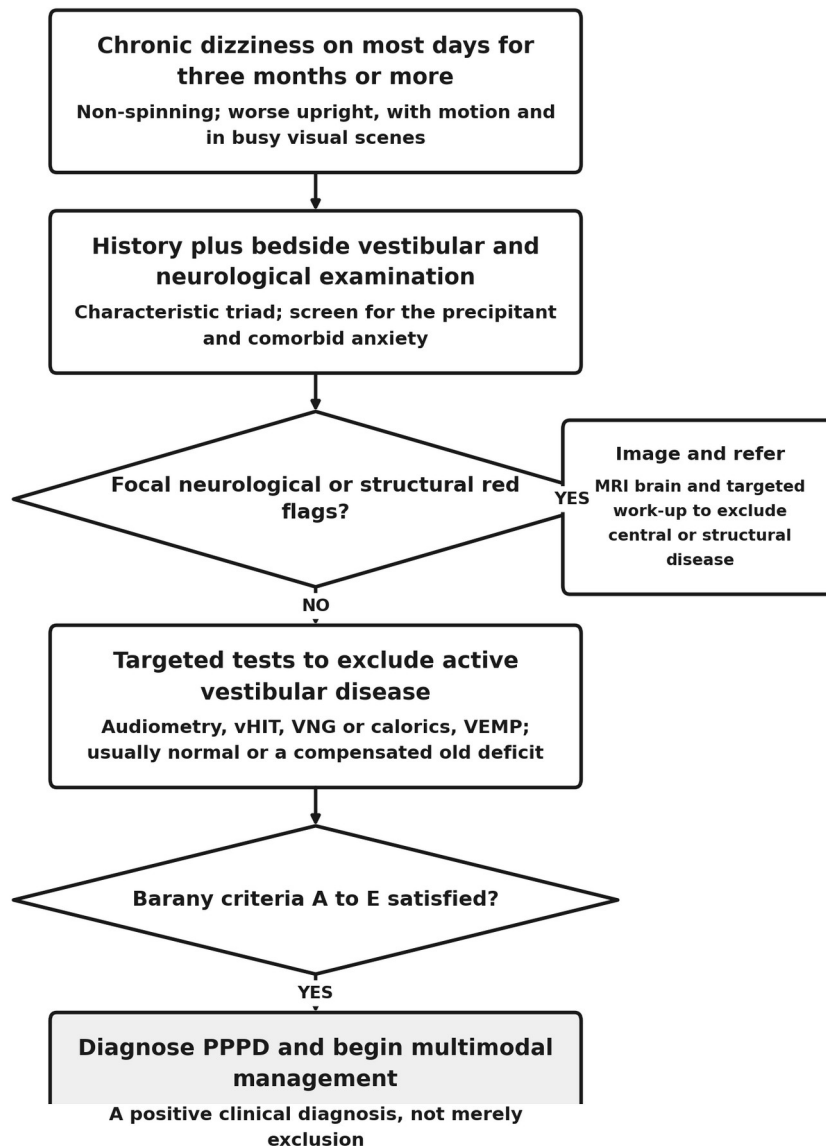 Chronic dizziness on most days for
three months or more
Non-spinning; worse upright, with motion and
in busy visual scenes
History plus bedside vestibular and
neurological examination
Characteristic triad; screen for the precipitant
and comorbid anxiety
Focal neurological or structural red
flags?
YES
Image and refer
MRI brain and targeted
work-up to exclude
central or structural
disease
NO
Targeted tests to exclude active
vestibular disease
Audiometry, vHIT, VNG or calorics, VEMP;
usually normal or a compensated old deficit
Barany criteria A to E satisfied?
YES
Diagnose PPPD and begin multimodal
management
A positive clinical diagnosis, not merely
exclusion